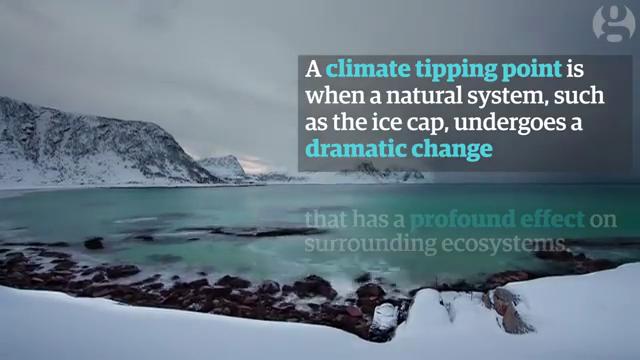 A climate tipping point is
when a natural system, such
as the ice cap, undergoes a
dramatic change
that has a profound effect on
surrounding ecosystems.